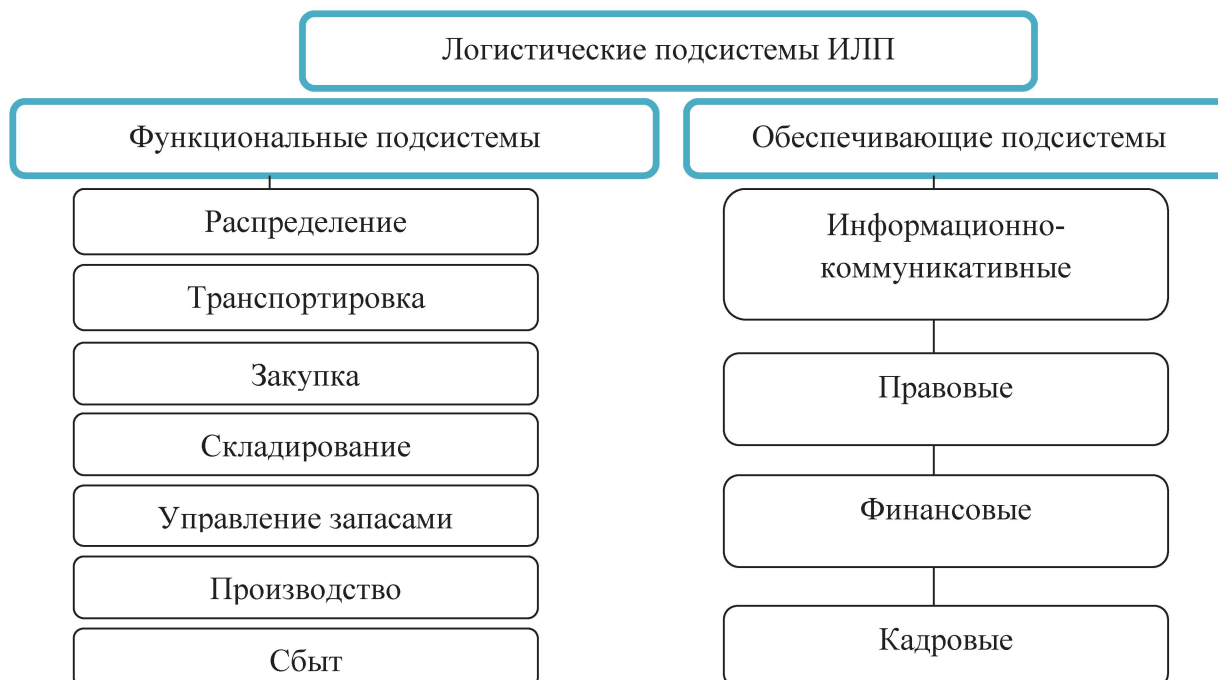 Логистические подсистемы ИЛП
Функциональные подсистемы
Распределение
Транспортировка
Закупка
Складирование
Управление запасами
Производство
Сбыт
Обеспечивающие подсистемы
Информационно-
коммуникативные
Правовые
Финансовые
Кадровые